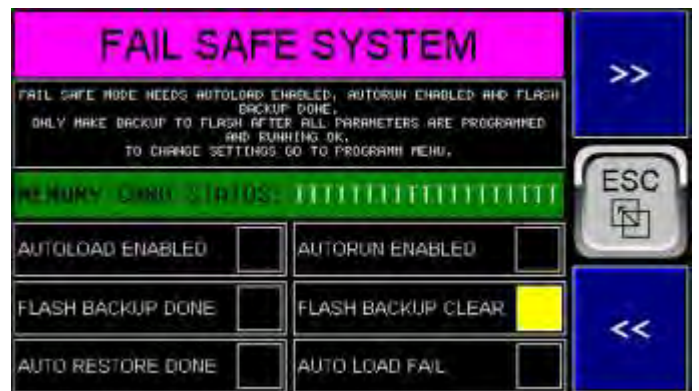 FAIL SAFE SYSTEM
>>
FAIL SAFE MODE NEEDS AUTOLOAD ENABLED, AUTORUN ENABLED AND FLASH
BACKUP DONE.
ONLY MAKE BACKUP TO FLASH AFTER ALL PARAMETERS ARE PROGRAMMED
AND RUNNING OK.
TO CHANGE SETTINGS GO TO PROGRAMM MENU.
ESC
MEMORY CARD STATUS:
AUTOLOAD ENABLED
AUTORUN ENABLED
FLASH BACKUP DONE
FLASH BACKUP CLEAR
<<
AUTO RESTORE DONE
AUTO LOAD FAIL